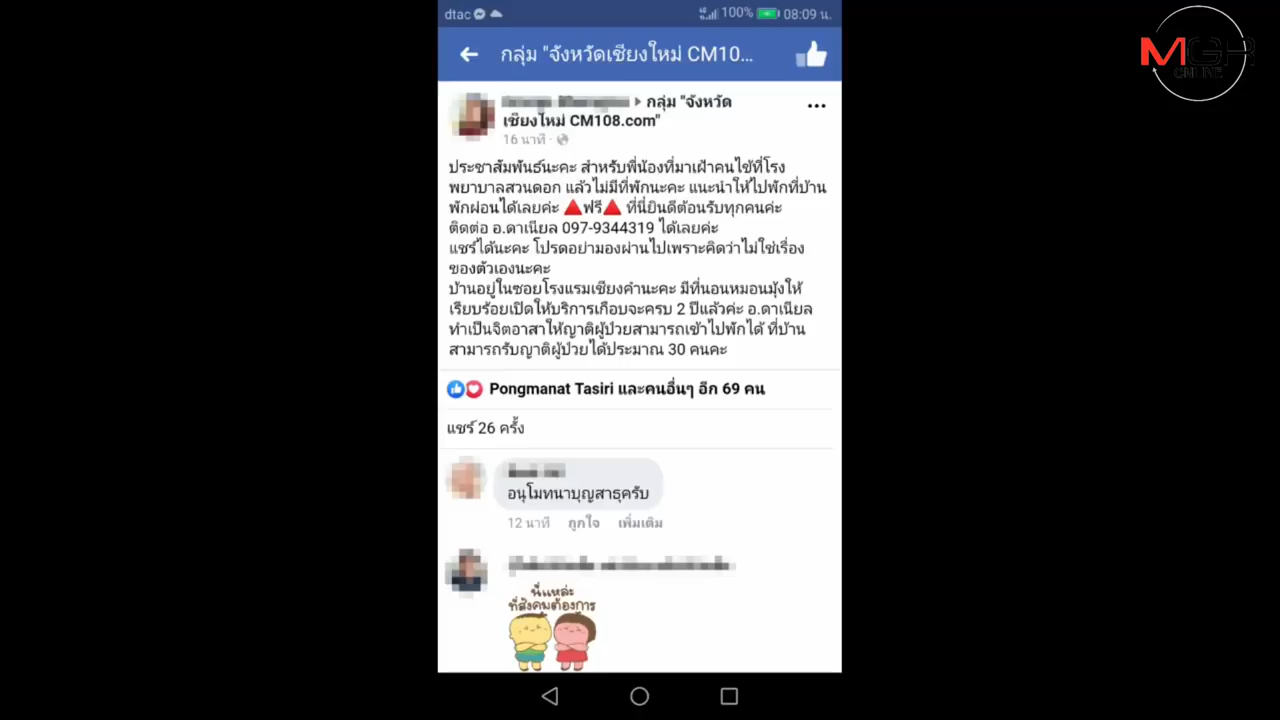 dtac 100% 08:09 น.
MGR ONLINE
กลุ่ม "จังหวัดเชียงใหม่ CM10...
กลุ่ม "จังหวัด
เชียงใหม่ CM108.com"
16 นาที
ประชาสัมพันธ์นะคะ สำหรับพี่น้องที่มาเฝ้าคนไข้ที่โรง
พยาบาลสวนดอก แล้วไม่มีที่พักนะคะ แนะนำให้ไปพักที่บ้าน
พักผ่อนได้เลยค่ะ 🔺ฟรี🔺 ที่นี่ยินดีต้อนรับทุกคนค่ะ
ติดต่อ อ.ดาเนียล 097-9344319 ได้เลยค่ะ
แชร์ได้นะคะ โปรดอย่ามองผ่านไปเพราะคิดว่าไม่ใช่เรื่อง
ของตัวเองนะคะ
บ้านอยู่ในซอยโรงแรมเชียงคำนะคะ มีที่นอนหมอนมุ้งให้
เรียบร้อยเปิดให้บริการเกือบจะครบ 2 ปีแล้วค่ะ อ.ดาเนียล
ทำเป็นจิตอาสาให้ญาติผู้ป่วยสามารถเข้าไปพักได้ ที่บ้าน
สามารถรับญาติผู้ป่วยได้ประมาณ 30 คนคะ
Pongmanat Tasiri และคนอื่นๆ อีก 69 คน
แชร์ 26 ครั้ง
อนุโมทนาบุญสาธุครับ
12 นาที ถูกใจ เพิ่มเติม
นี่แหล่ะ
ที่สังคมต้องการ